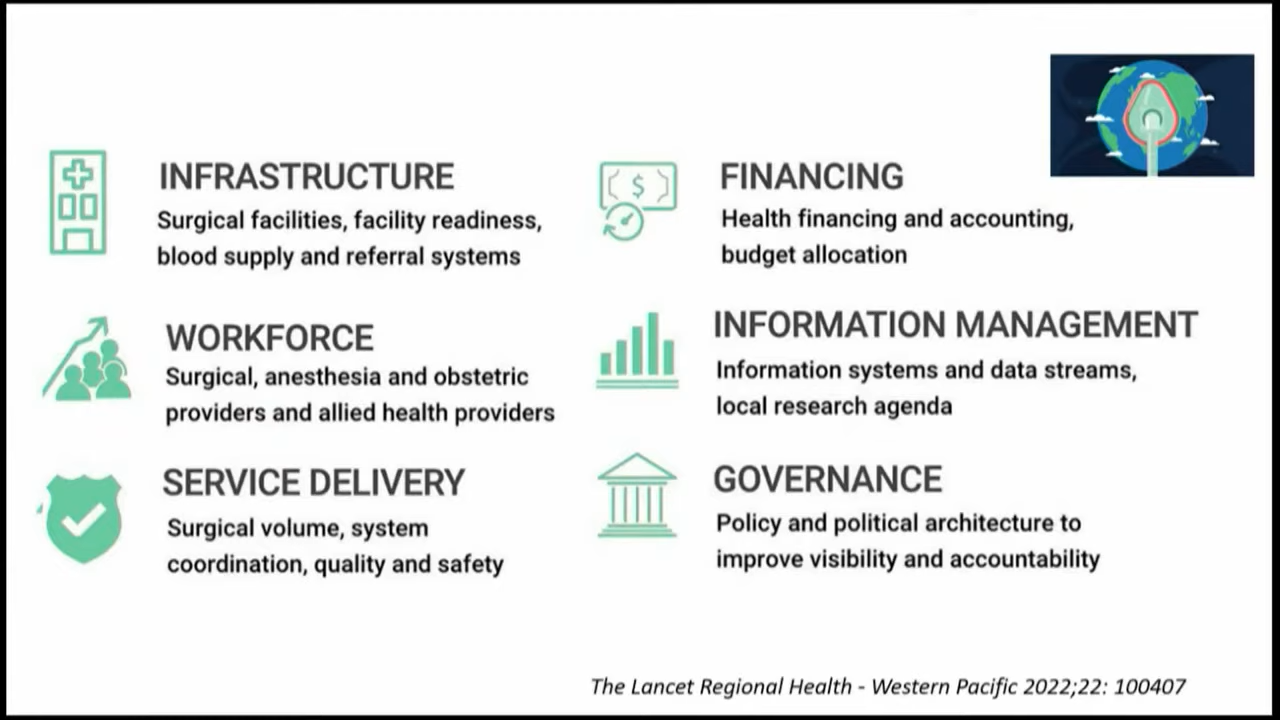 INFRASTRUCTURE
Surgical facilities, facility readiness,
blood supply and referral systems
WORKFORCE
Surgical, anesthesia and obstetric
providers and allied health providers
SERVICE DELIVERY
Surgical volume, system
coordination, quality and safety
$
FINANCING
Health financing and accounting,
budget allocation
INFORMATION MANAGEMENT
Information systems and data streams,
local research agenda
GOVERNANCE
Policy and political architecture to
improve visibility and accountability
The Lancet Regional Health - Western Pacific 2022;22: 100407